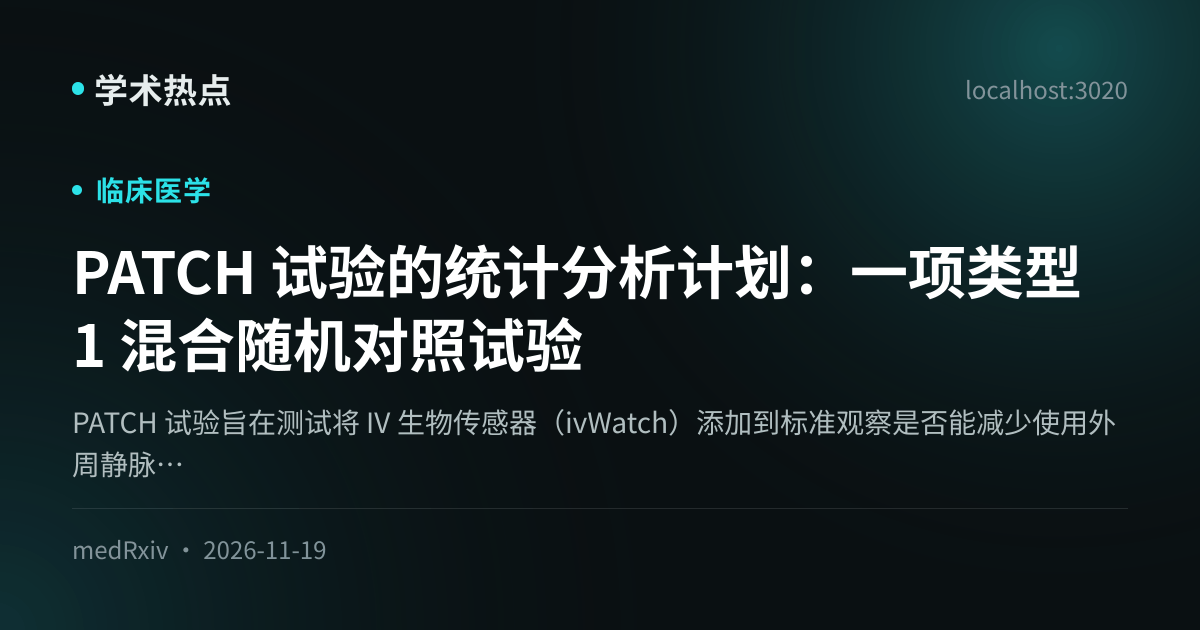 学术热点
localhost:3020
临床医学
PATCH 试验的统计分析计划：一项类型
1 混合随机对照试验
PATCH 试验旨在测试将 IV 生物传感器（ivWatch）添加到标准观察是否能减少使用外
周静脉…
medRxiv · 2026-11-19